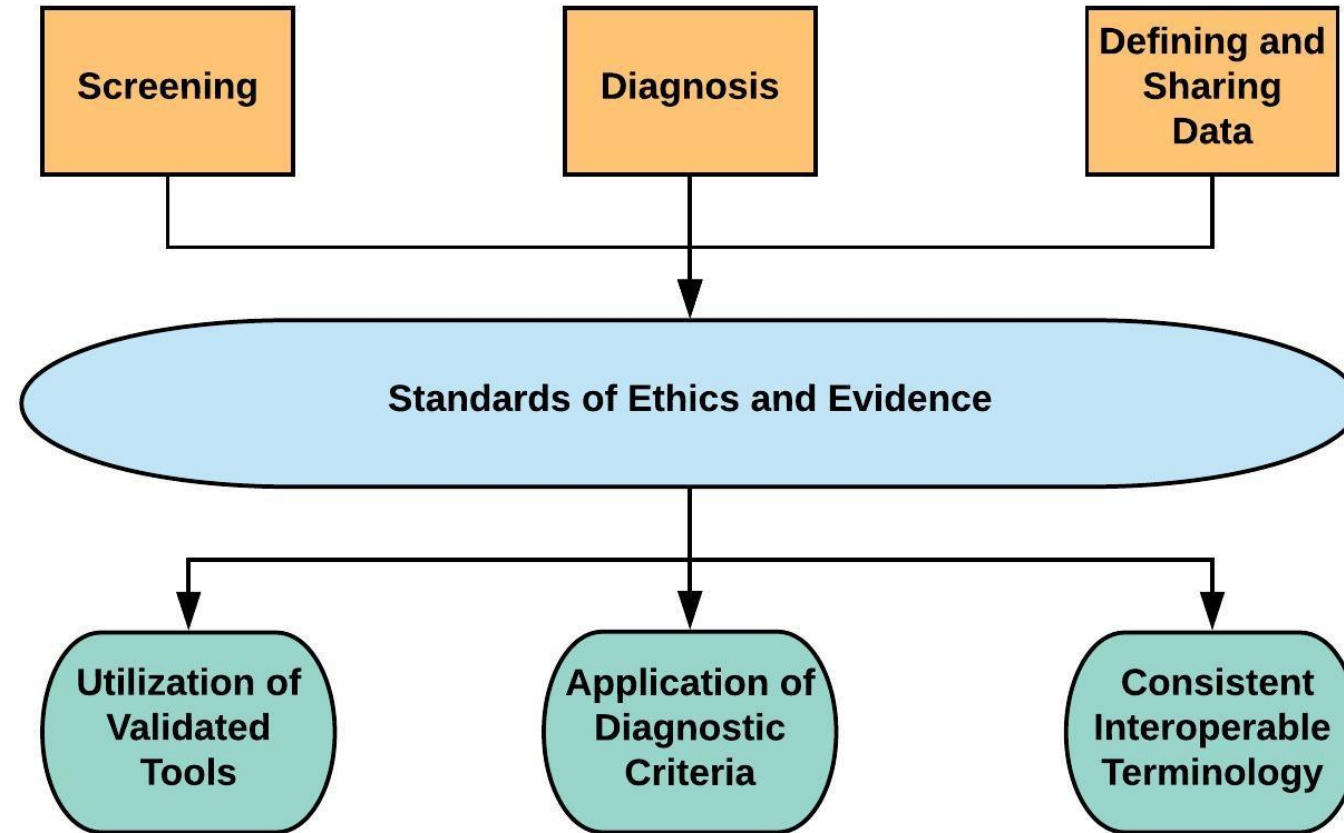 Screening
Diagnosis
Defining and
Sharing
Data
Standards of Ethics and Evidence
Utilization of
Validated
Tools
Application of
Diagnostic
Criteria
Consistent
Interoperable
Terminology